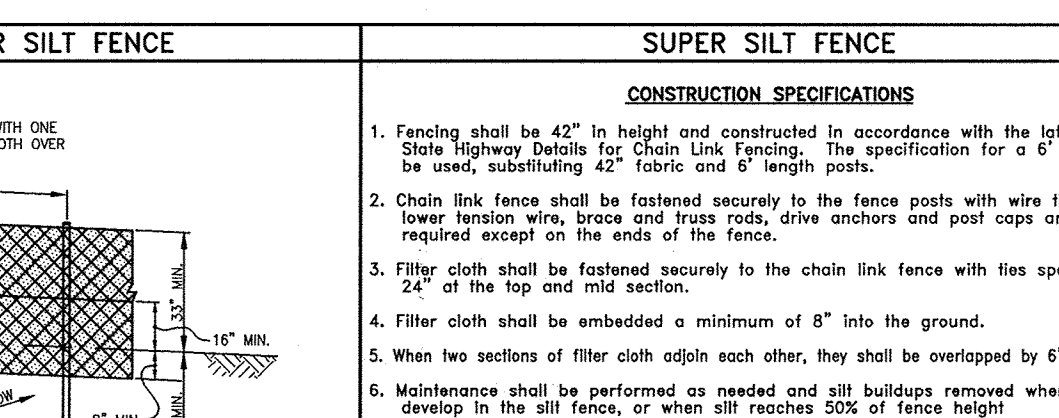 SILT FENCE
SUPER SILT FENCE
WITH ONE
OVER
33" MIN.
16" MIN.
8" MIN.
MIN.
CONSTRUCTION SPECIFICATIONS
1. Fencing shall be 42" in height and constructed in accordance with the
State Highway Details for Chain Link Fencing. The specification for a 6'
be used, substituting 42" fabric and 6' length posts.
2. Chain link fence shall be fastened securely to the fence posts with wire
lower tension wire, brace and truss rods, drive anchors and post caps
required except on the ends of the fence.
3. Filter cloth shall be fastened securely to the chain link fence with ties
24" at the top and mid section.
4. Filter cloth shall be embedded a minimum of 8" into the ground.
5. When two sections of filter cloth adjoin each other, they shall be overlapped by 6"
6. Maintenance shall be performed as needed and silt buildups removed
develop in the silt fence, or when silt reaches 50% of fence height